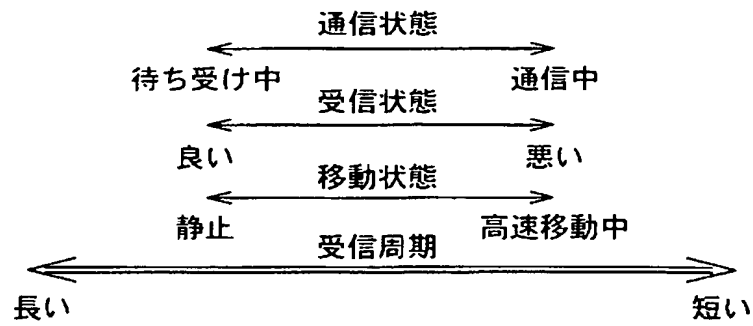 通信状態
待ち受け中 通信中
受信状態
良い 悪い
移動状態
静止 高速移動中
受信周期
長い 短い